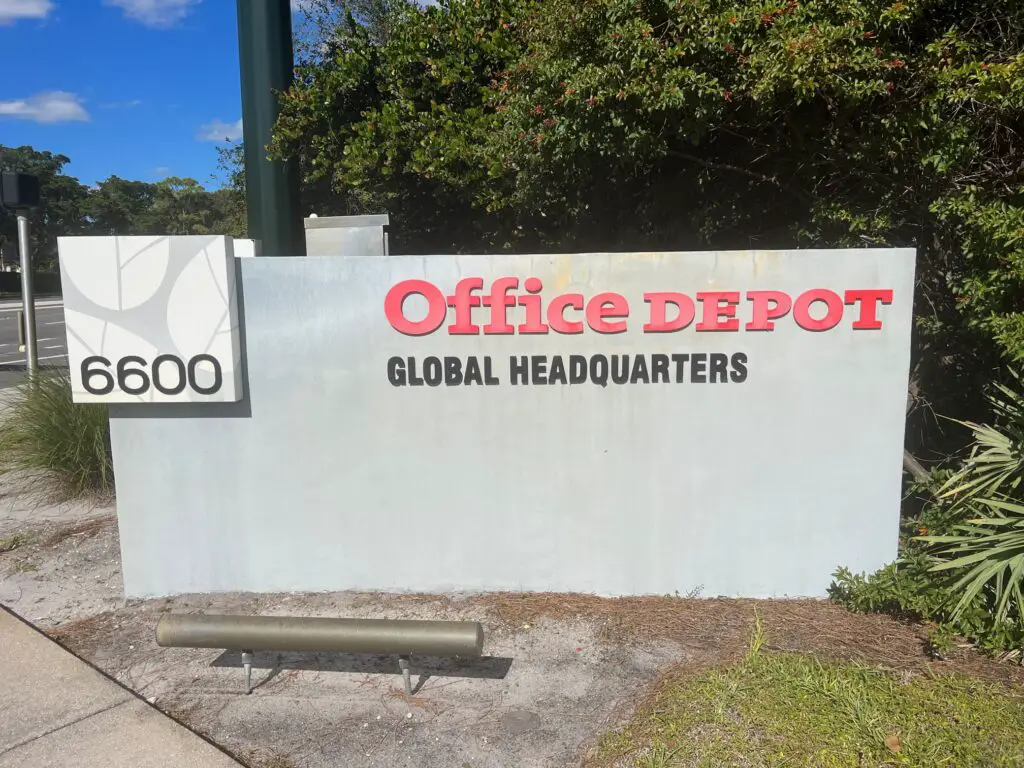 6600
Office DEPOT
GLOBAL HEADQUARTERS